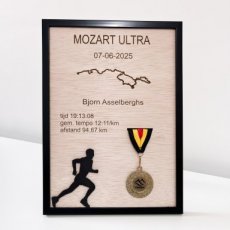 MOZART ULTRA
07-06-2025
Bjorn Asselberghs
tijd 19:13:08
gem. tempo 12:11/km
afstand 94,67 km